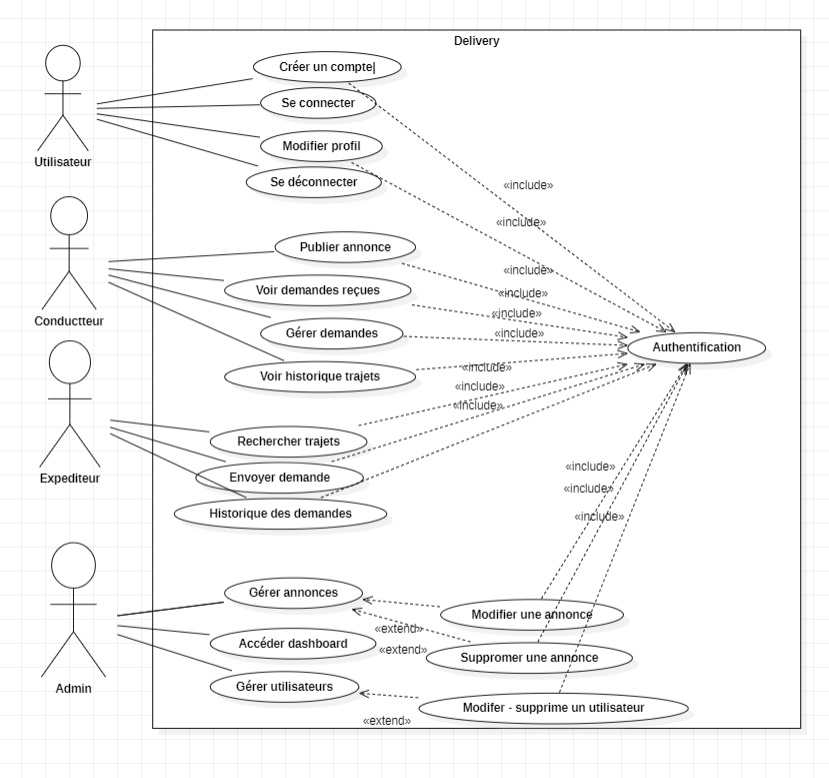 Delivery
Créer un compte
Se connecter
Modifier profil
Utilisateur
Se déconnecter
«include»
«include»
Publier annonce
«include»
Voir demandes reçues
«include»
Conductteur
«include»
Gérer demandes
«include»
Authentification
Voir historique trajets
«include»
«include»
«include»
Rechercher trajets
Expediteur
Envoyer demande
«include»
«include»
Historique des demandes
«include»
Gérer annonces
Modifier une annonce
«extend»
Accéder dashboard
«extend»
Suppromer une annonce
Admin
Gérer utilisateurs
Modifer - supprime un utilisateur
«extend»